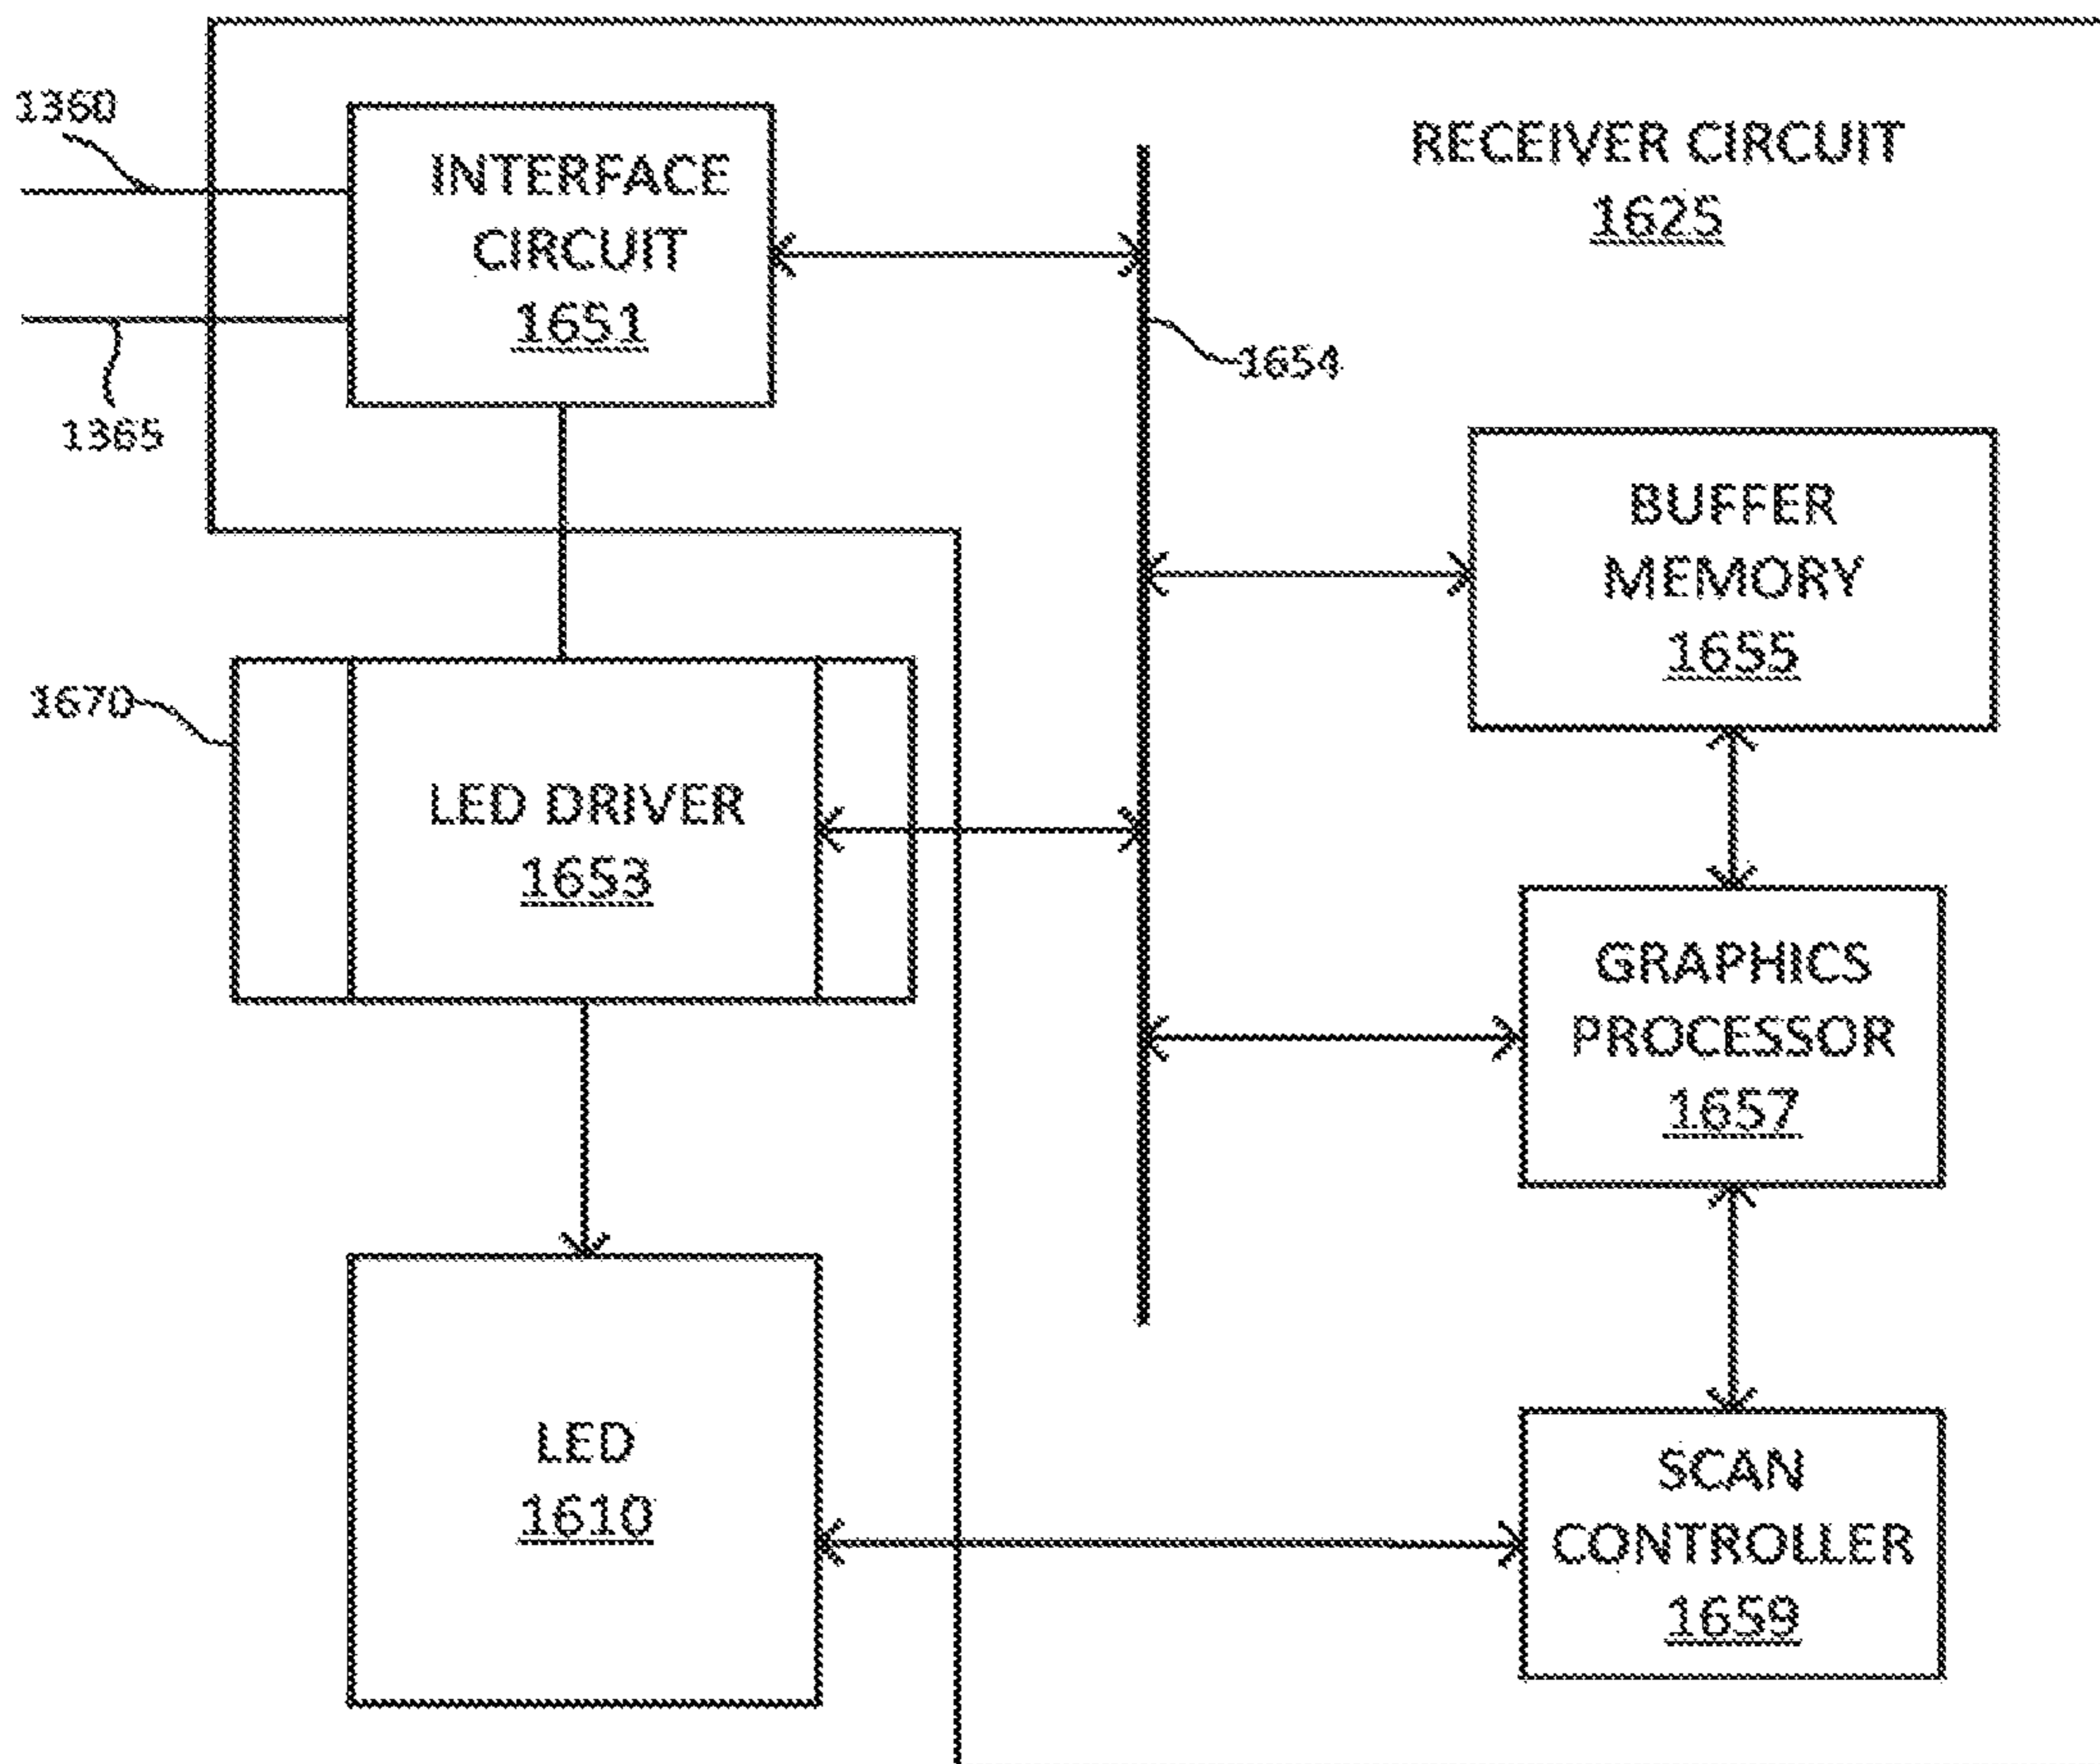 1360
INTERFACE
CIRCUIT
1651
RECEIVER CIRCUIT
1625
1365
1654
BUFFER
MEMORY
1655
1670
LED DRIVER
1653
GRAPHICS
PROCESSOR
1657
LED
1610
SCAN
CONTROLLER
1659